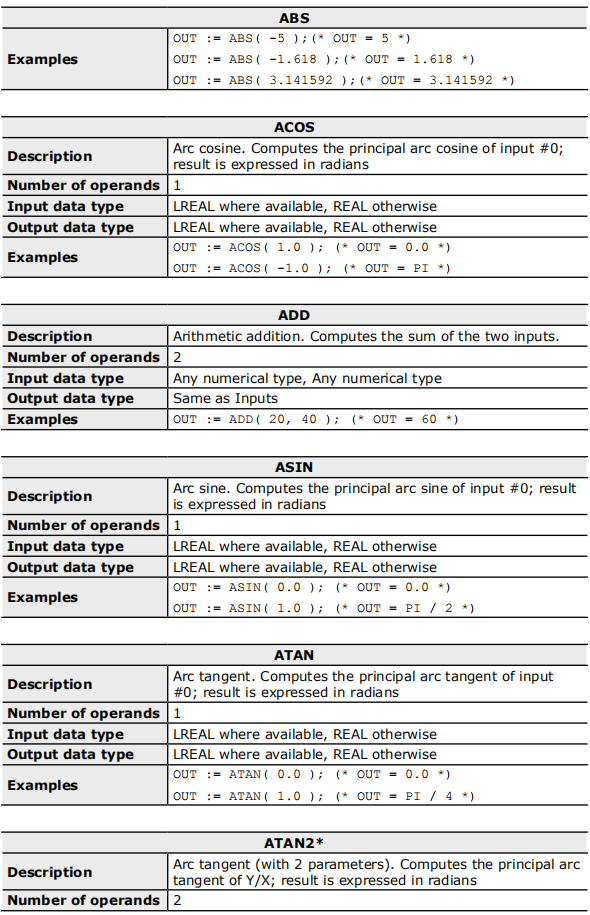 ABS
Examples
OUT := ABS( -5 );(* OUT = 5 *)
OUT := ABS( -1.618 );(* OUT = 1.618 *)
OUT := ABS( 3.141592 );(* OUT = 3.141592 *)
ACOS
Description
Arc cosine. Computes the principal arc cosine of input #0;
result is expressed in radians
Number of operands 1
Input data type LREAL where available, REAL otherwise
Output data type LREAL where available, REAL otherwise
Examples
OUT := ACOS( 1.0 ); (* OUT = 0.0 *)
OUT := ACOS( -1.0 ); (* OUT = PI *)
ADD
Description Arithmetic addition. Computes the sum of the two inputs.
Number of operands 2
Input data type Any numerical type, Any numerical type
Output data type Same as Inputs
Examples OUT := ADD( 20, 40 ); (* OUT = 60 *)
ASIN
Description
Arc sine. Computes the principal arc sine of input #0; result
is expressed in radians
Number of operands 1
Input data type LREAL where available, REAL otherwise
Output data type LREAL where available, REAL otherwise
Examples
OUT := ASIN( 0.0 ); (* OUT = 0.0 *)
OUT := ASIN( 1.0 ); (* OUT = PI / 2 *)
ATAN
Description
Arc tangent. Computes the principal arc tangent of input
#0; result is expressed in radians
Number of operands 1
Input data type LREAL where available, REAL otherwise
Output data type LREAL where available, REAL otherwise
Examples
OUT := ATAN( 0.0 ); (* OUT = 0.0 *)
OUT := ATAN( 1.0 ); (* OUT = PI / 4 *)
ATAN2*
Description
Arc tangent (with 2 parameters). Computes the principal arc
tangent of Y/X; result is expressed in radians
Number of operands 2